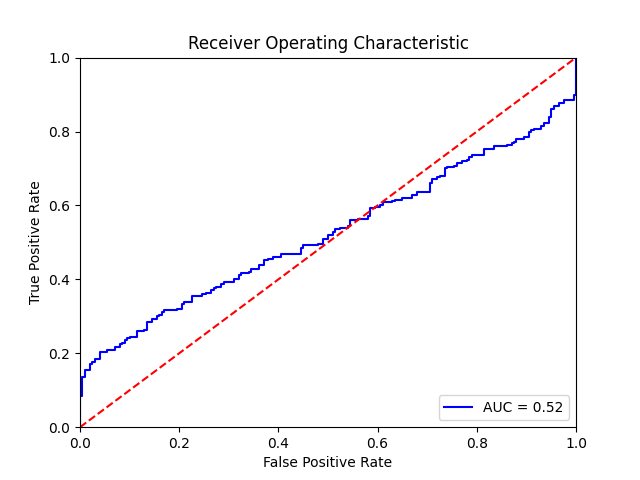 Receiver Operating Characteristic
True Positive Rate
1.0
0.8
0.6
0.4
0.2
0.0
0.0 0.2 0.4 0.6 0.8 1.0
False Positive Rate
AUC = 0.52